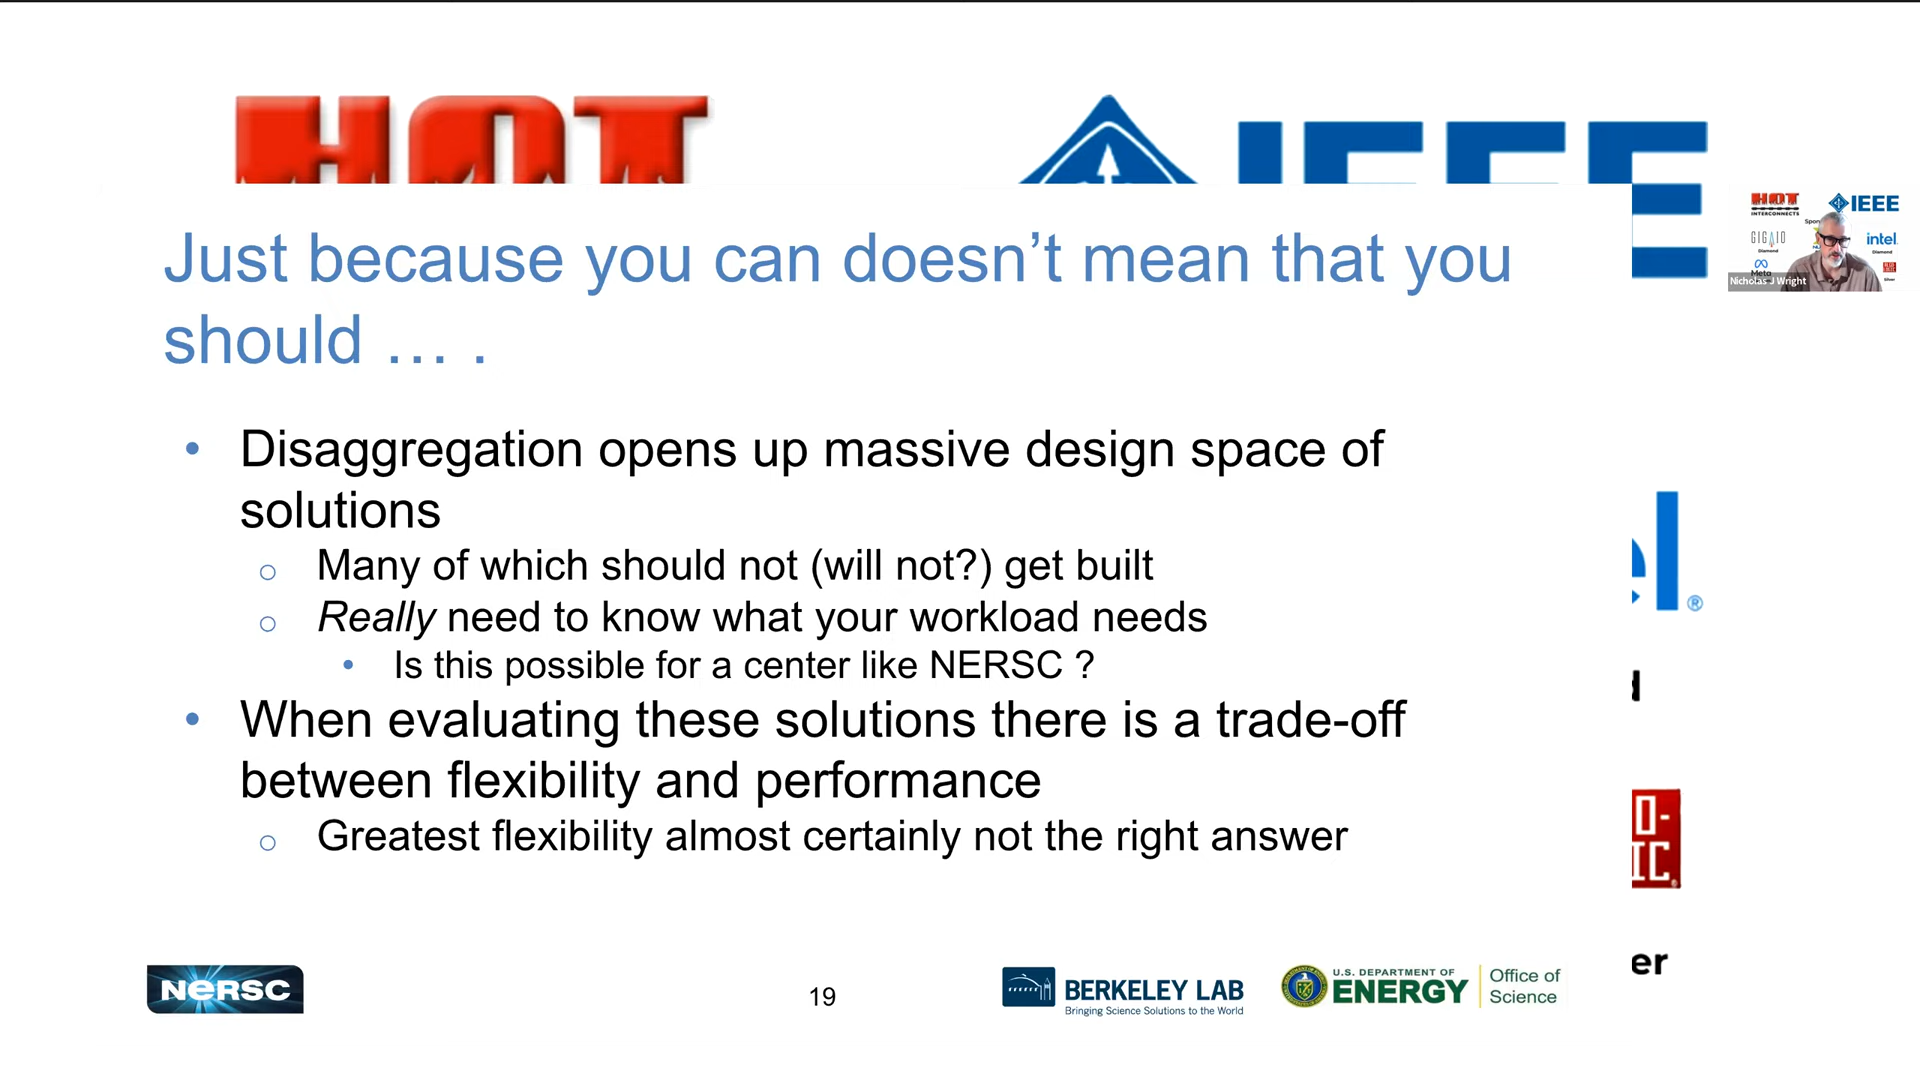 HOT
IEEE
Just because you can doesn’t mean that you
should … .
• Disaggregation opens up massive design space of
solutions
○ Many of which should not (will not?) get built
○ Really need to know what your workload needs
• Is this possible for a center like NERSC ?
• When evaluating these solutions there is a trade-off
between flexibility and performance
○ Greatest flexibility almost certainly not the right answer
NERSC
19
BERKELEY LAB
Bringing Science Solutions to the World
U.S. DEPARTMENT OF
ENERGY
Office of
Science
el®
er
HOT
INTERCONNECTS
IEEE
Spon
GIGAIO
Diamond
intel
Diamond
Meta
Silver
Nicholas J Wright